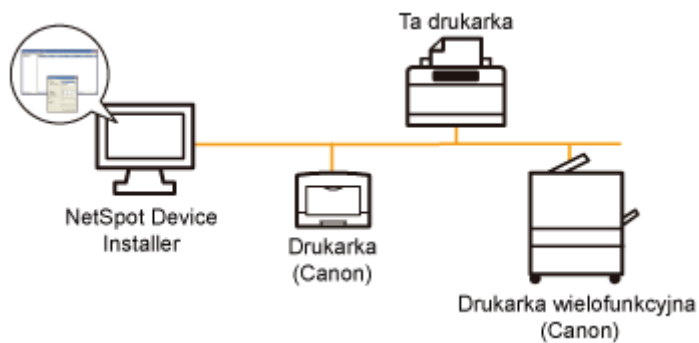 Ta drukarka
NetSpot Device
Installer
Drukarka
(Canon)
Drukarka wielofunkcyjna
(Canon)